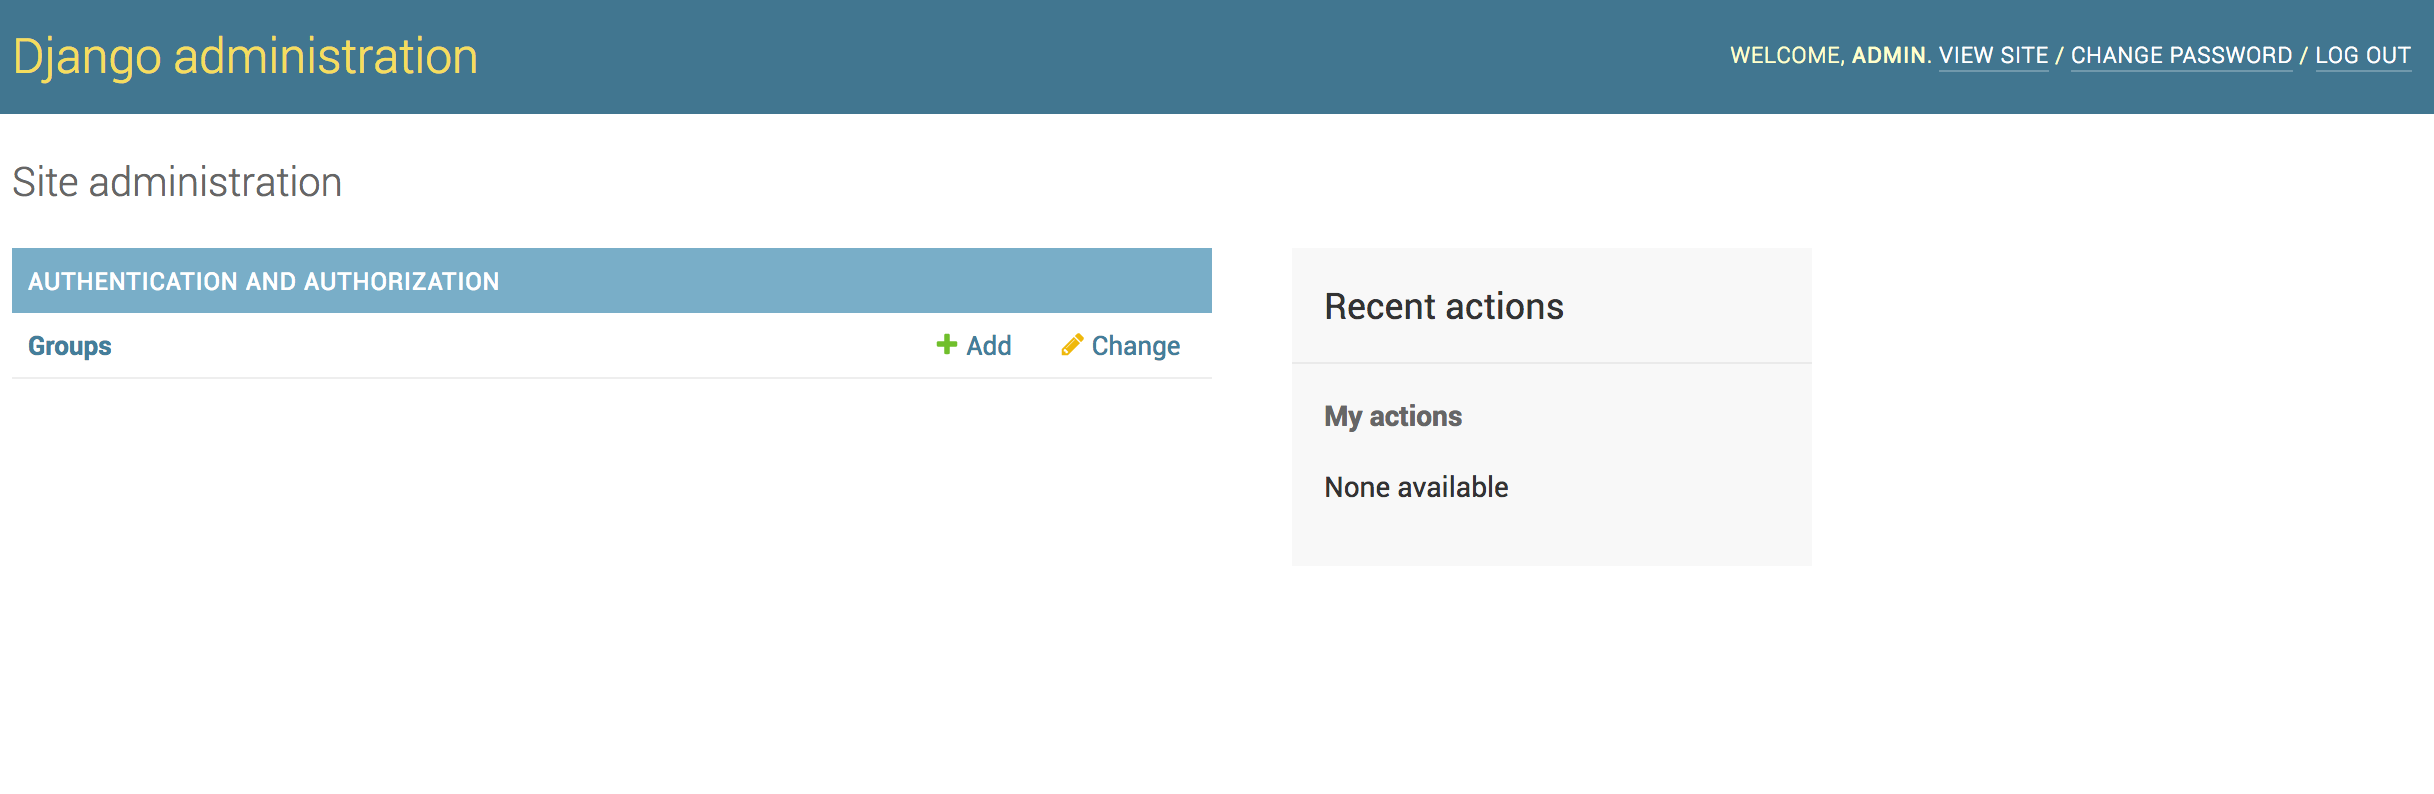 Django administration
WELCOME, ADMIN. VIEW SITE / CHANGE PASSWORD / LOG OUT
Site administration
AUTHENTICATION AND AUTHORIZATION
Groups Add Change
Recent actions
My actions
None available